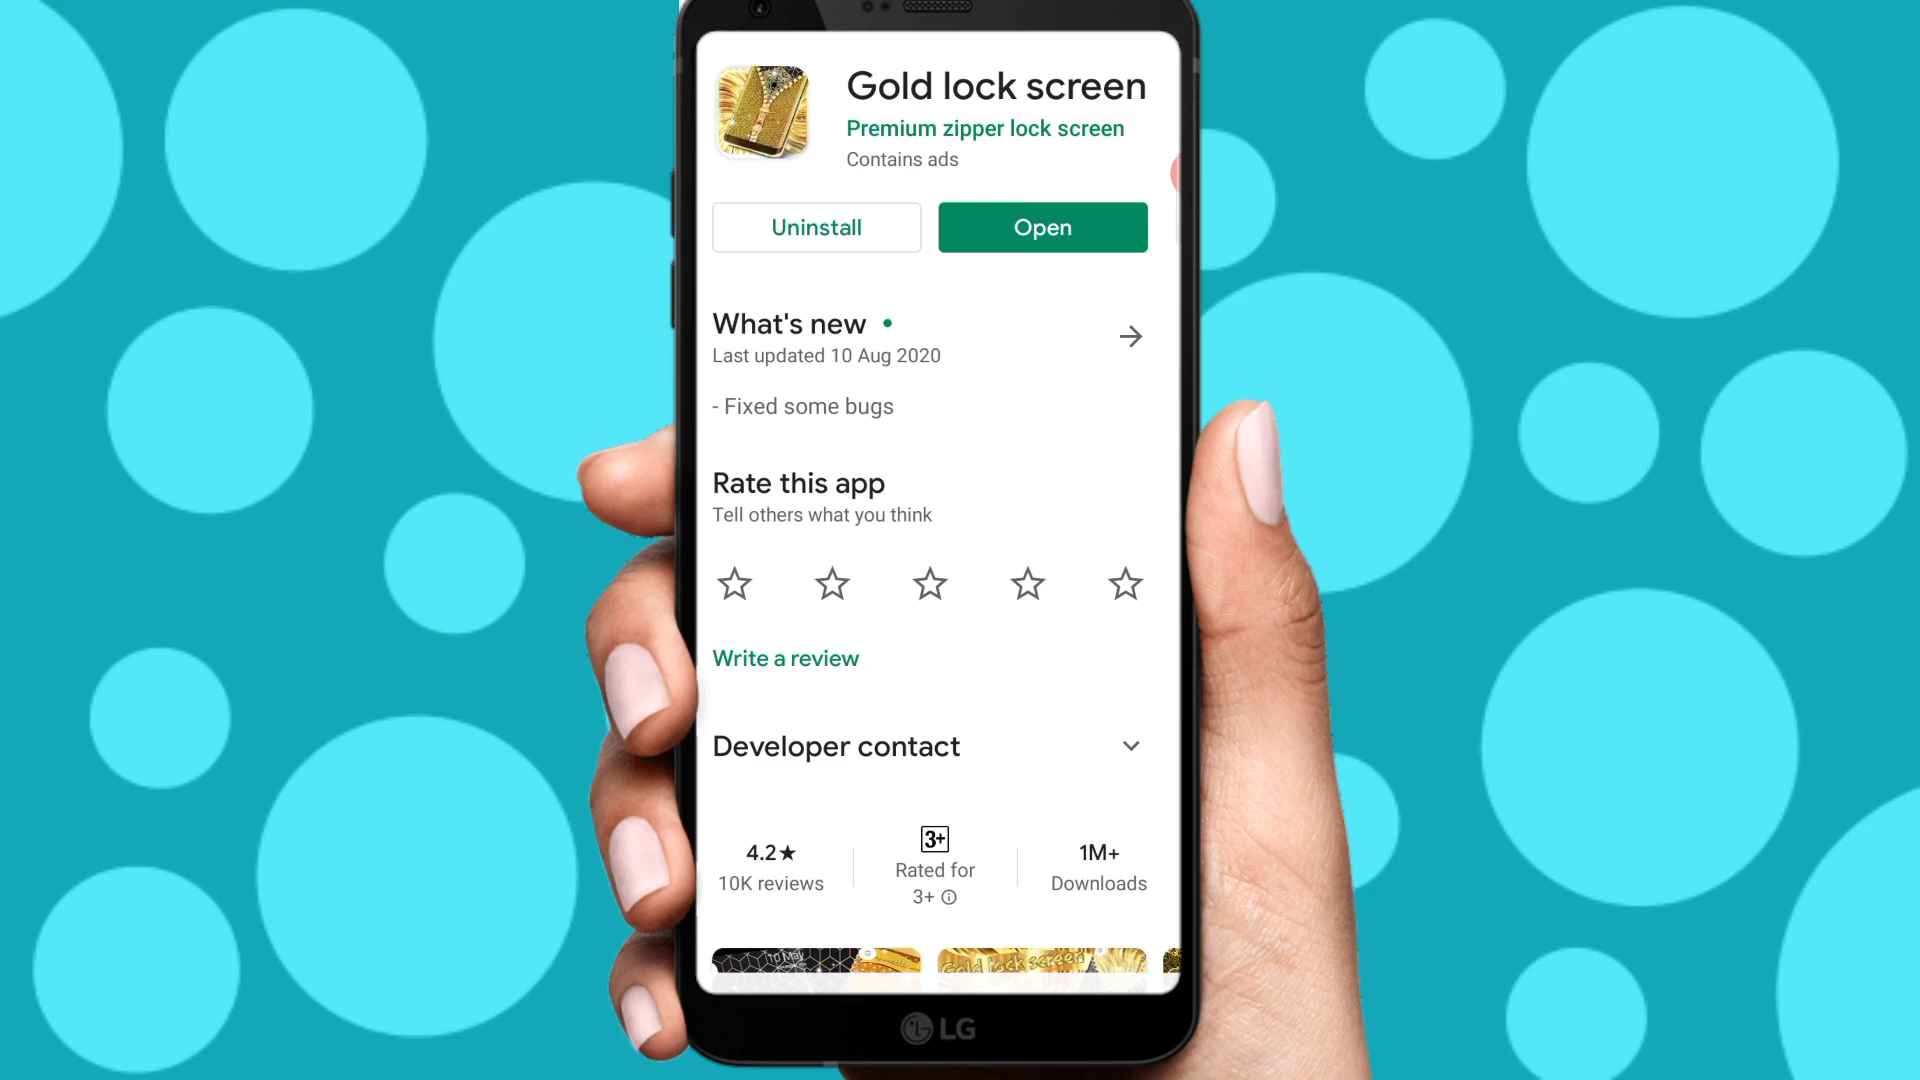 Gold lock screen
Premium zipper lock screen
Contains ads
Uninstall
Open
What's new
Last updated 10 Aug 2020
- Fixed some bugs
Rate this app
Tell others what you think
Write a review
Developer contact
4.2★
10K reviews
3+
Rated for
3+
1M+
Downloads
10 May
Gold lock screen
LG